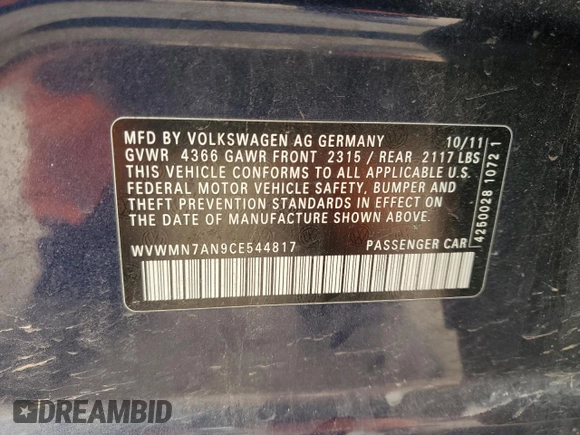 MFD BY VOLKSWAGEN AG GERMANY 10/11
GVWR 4366 GAWR FRONT 2315 / REAR 2117 LBS
THIS VEHICLE CONFORMS TO ALL APPLICABLE U.S.
FEDERAL MOTOR VEHICLE SAFETY, BUMPER AND
THEFT PREVENTION STANDARDS IN EFFECT ON
THE DATE OF MANUFACTURE SHOWN ABOVE.
WVWMN7AN9CE544817 PASSENGER CAR
4250028 10721
DREAMBID